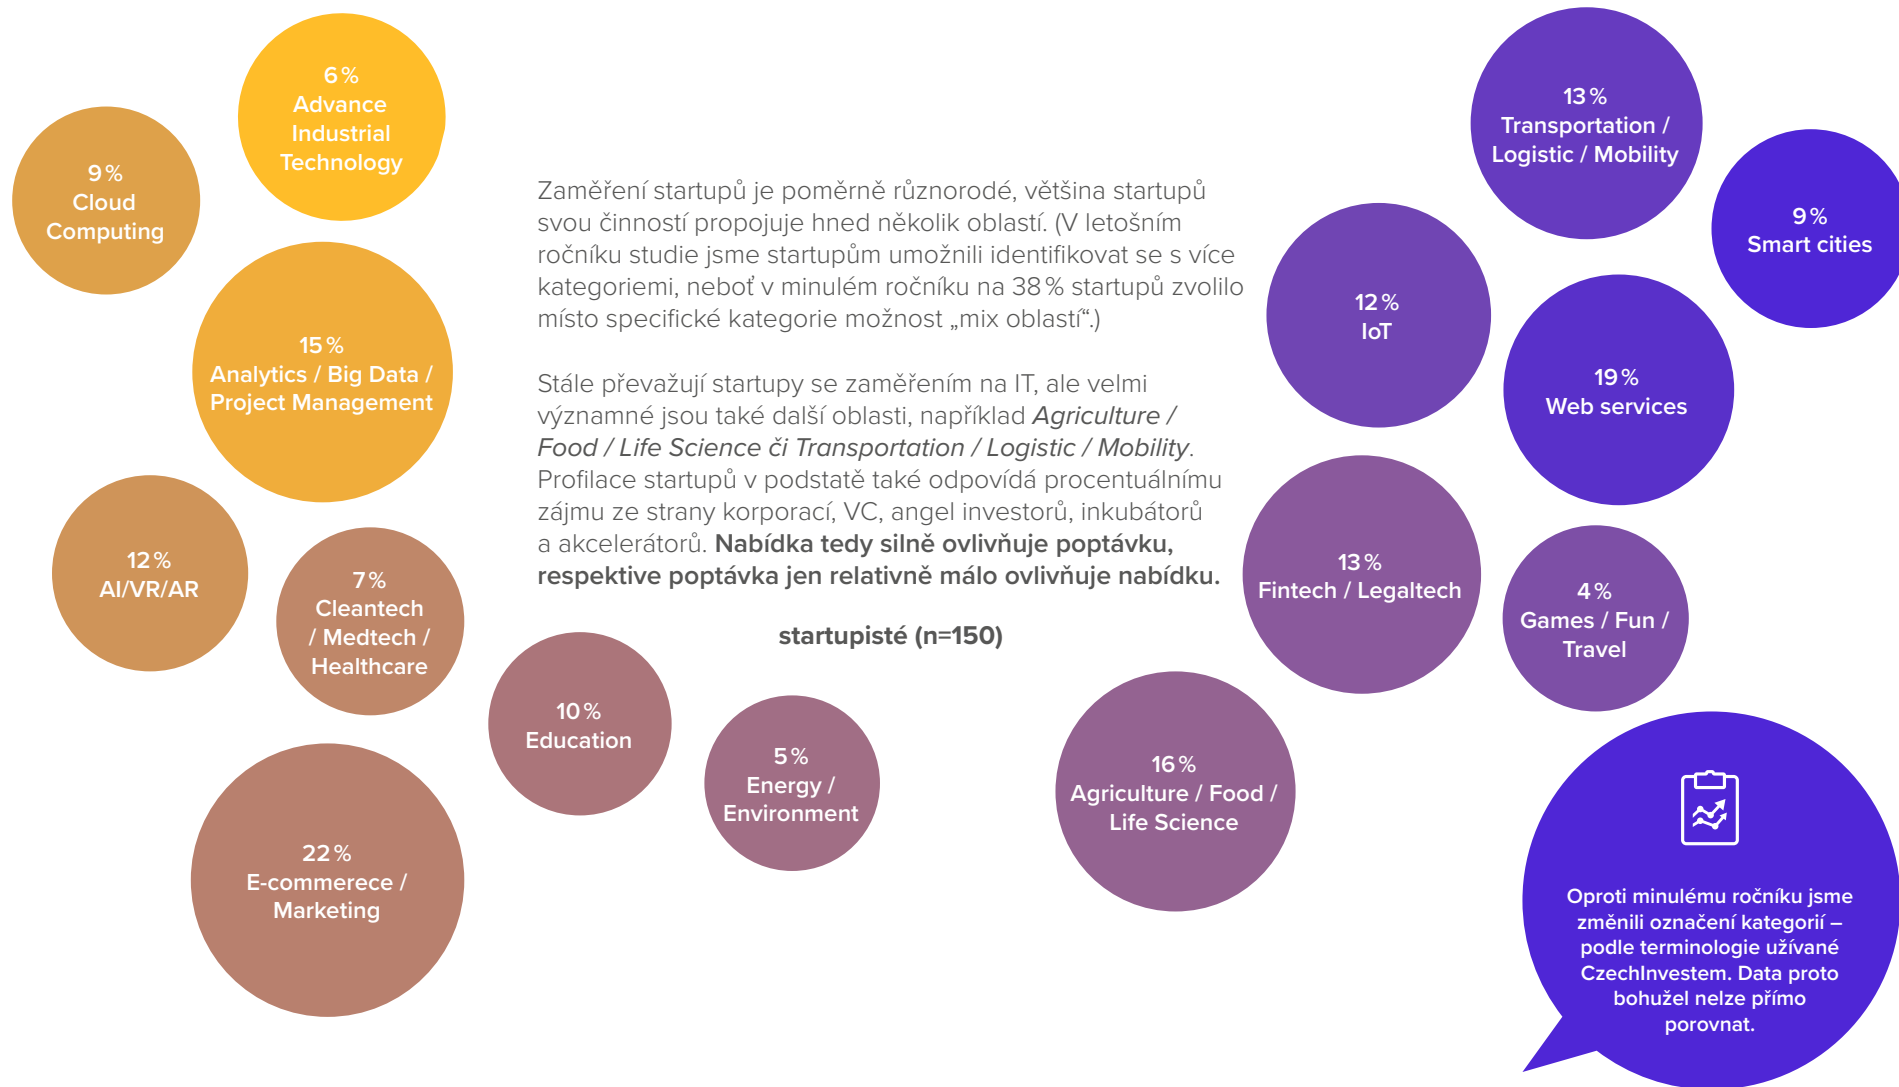 6 %
Advance
Industrial
Technology
9 %
Cloud
Computing
15 %
Analytics / Big Data /
Project Management
12 %
AI/VR/AR
7 %
Cleantech
/ Medtech /
Healthcare
22 %
E-commerece /
Marketing
10 %
Education
5 %
Energy /
Environment
Zaměření startupů je poměrně různorodé, většina startupů
svou činností propojuje hned několik oblastí. (V letošním
ročníku studie jsme startupům umožnili identifikovat se s více
kategoriemi, neboť v minulém ročníku na 38 % startupů zvolilo
místo specifické kategorie možnost „mix oblastí“.)
Stále převažují startupy se zaměřením na IT, ale velmi
významné jsou také další oblasti, například Agriculture /
Food / Life Science či Transportation / Logistic / Mobility.
Profilace startupů v podstatě také odpovídá procentuálnímu
zájmu ze strany korporací, VC, angel investorů, inkubátorů
a akcelerátorů. Nabídka tedy silně ovlivňuje poptávku,
respektive poptávka jen relativně málo ovlivňuje nabídku.
startupisté (n=150)
16 %
Agriculture / Food /
Life Science
13 %
Transportation /
Logistic / Mobility
9 %
Smart cities
12 %
IoT
19 %
Web services
13 %
Fintech / Legaltech
4 %
Games / Fun /
Travel
Oproti minulému ročníku jsme
změnili označení kategorií –
podle terminologie užívané
CzechInvestem. Data proto
bohužel nelze přímo
porovnat.